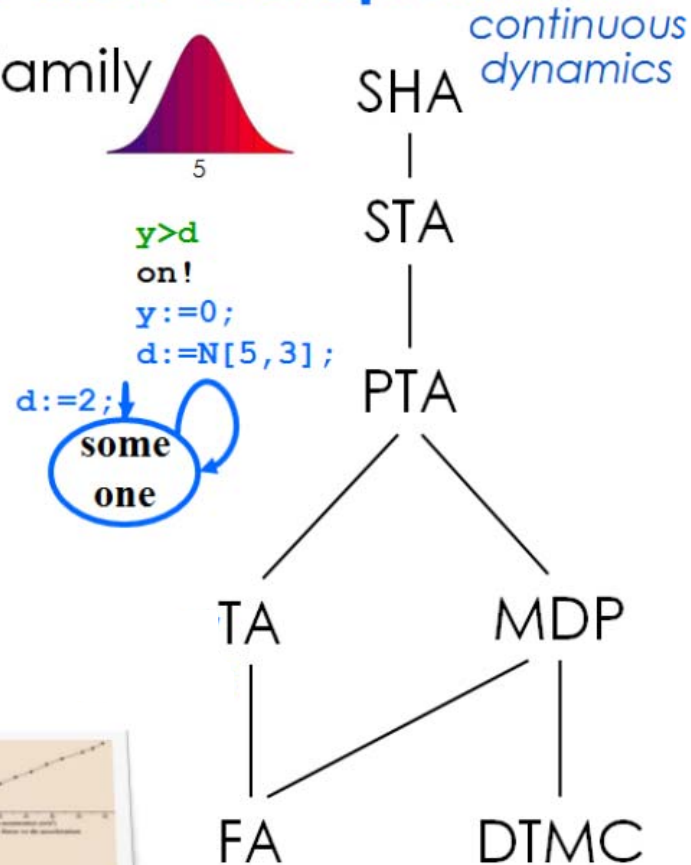 continuous
dynamics
amily
SHA
5
STA
y>d
on!
y:=0;
d:=N[5,3];
d:=2;
PTA
some
one
TA
MDP
FA
DTMC